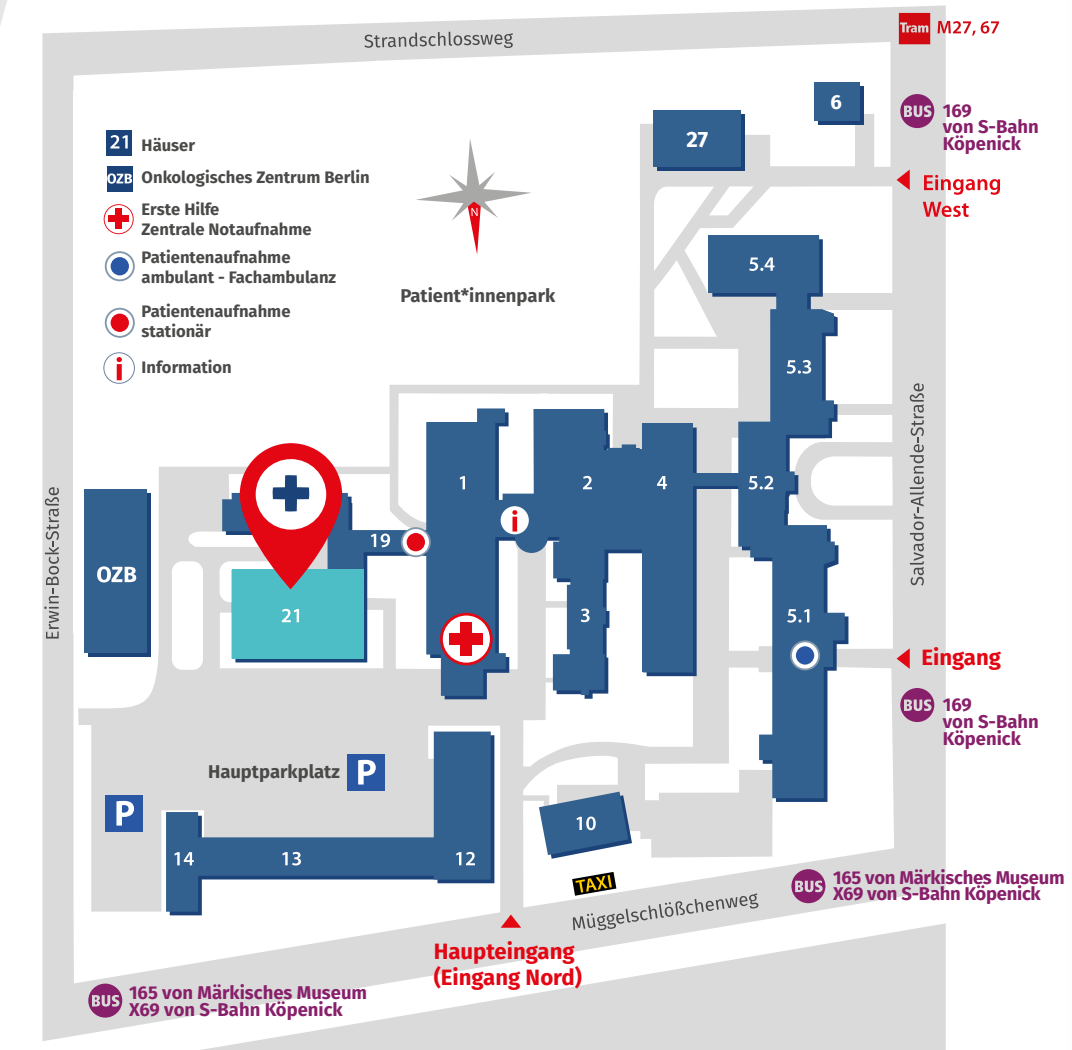 Strandschlossweg
Tram M27, 67
6
BUS 169
von S-Bahn
Köpenick
27
21 Häuser
OZB Onkologisches Zentrum Berlin
Erste Hilfe
Zentrale Notaufnahme
Patientenaufnahme
ambulant - Fachambulanz
Patientenaufnahme
stationär
i Information
N
Eingang
West
5.4
Patient*innenpark
5.3
Salvador-Allende-Straße
1
2
4
5.2
i
19
Erwin-Bock-Straße
OZB
21
3
5.1
Eingang
BUS 169
von S-Bahn
Köpenick
Hauptparkplatz P
P
10
14
13
12
TAXI
Müggelschlößchenweg
BUS 165 von Märkisches Museum
X69 von S-Bahn Köpenick
Haupteingang
(Eingang Nord)
BUS 165 von Märkisches Museum
X69 von S-Bahn Köpenick